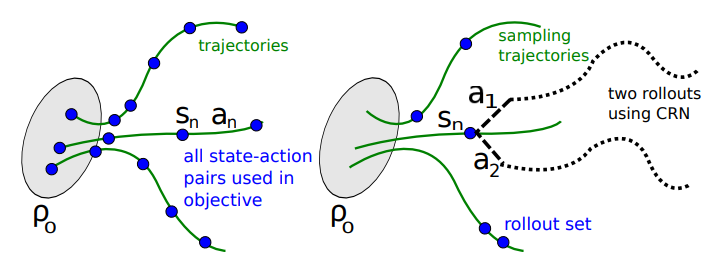 trajectories
sₙ aₙ
all state-action
pairs used in
objective
ρ₀
sampling
trajectories
a₁
sₙ
a₂
two rollouts
using CRN
rollout set
ρ₀